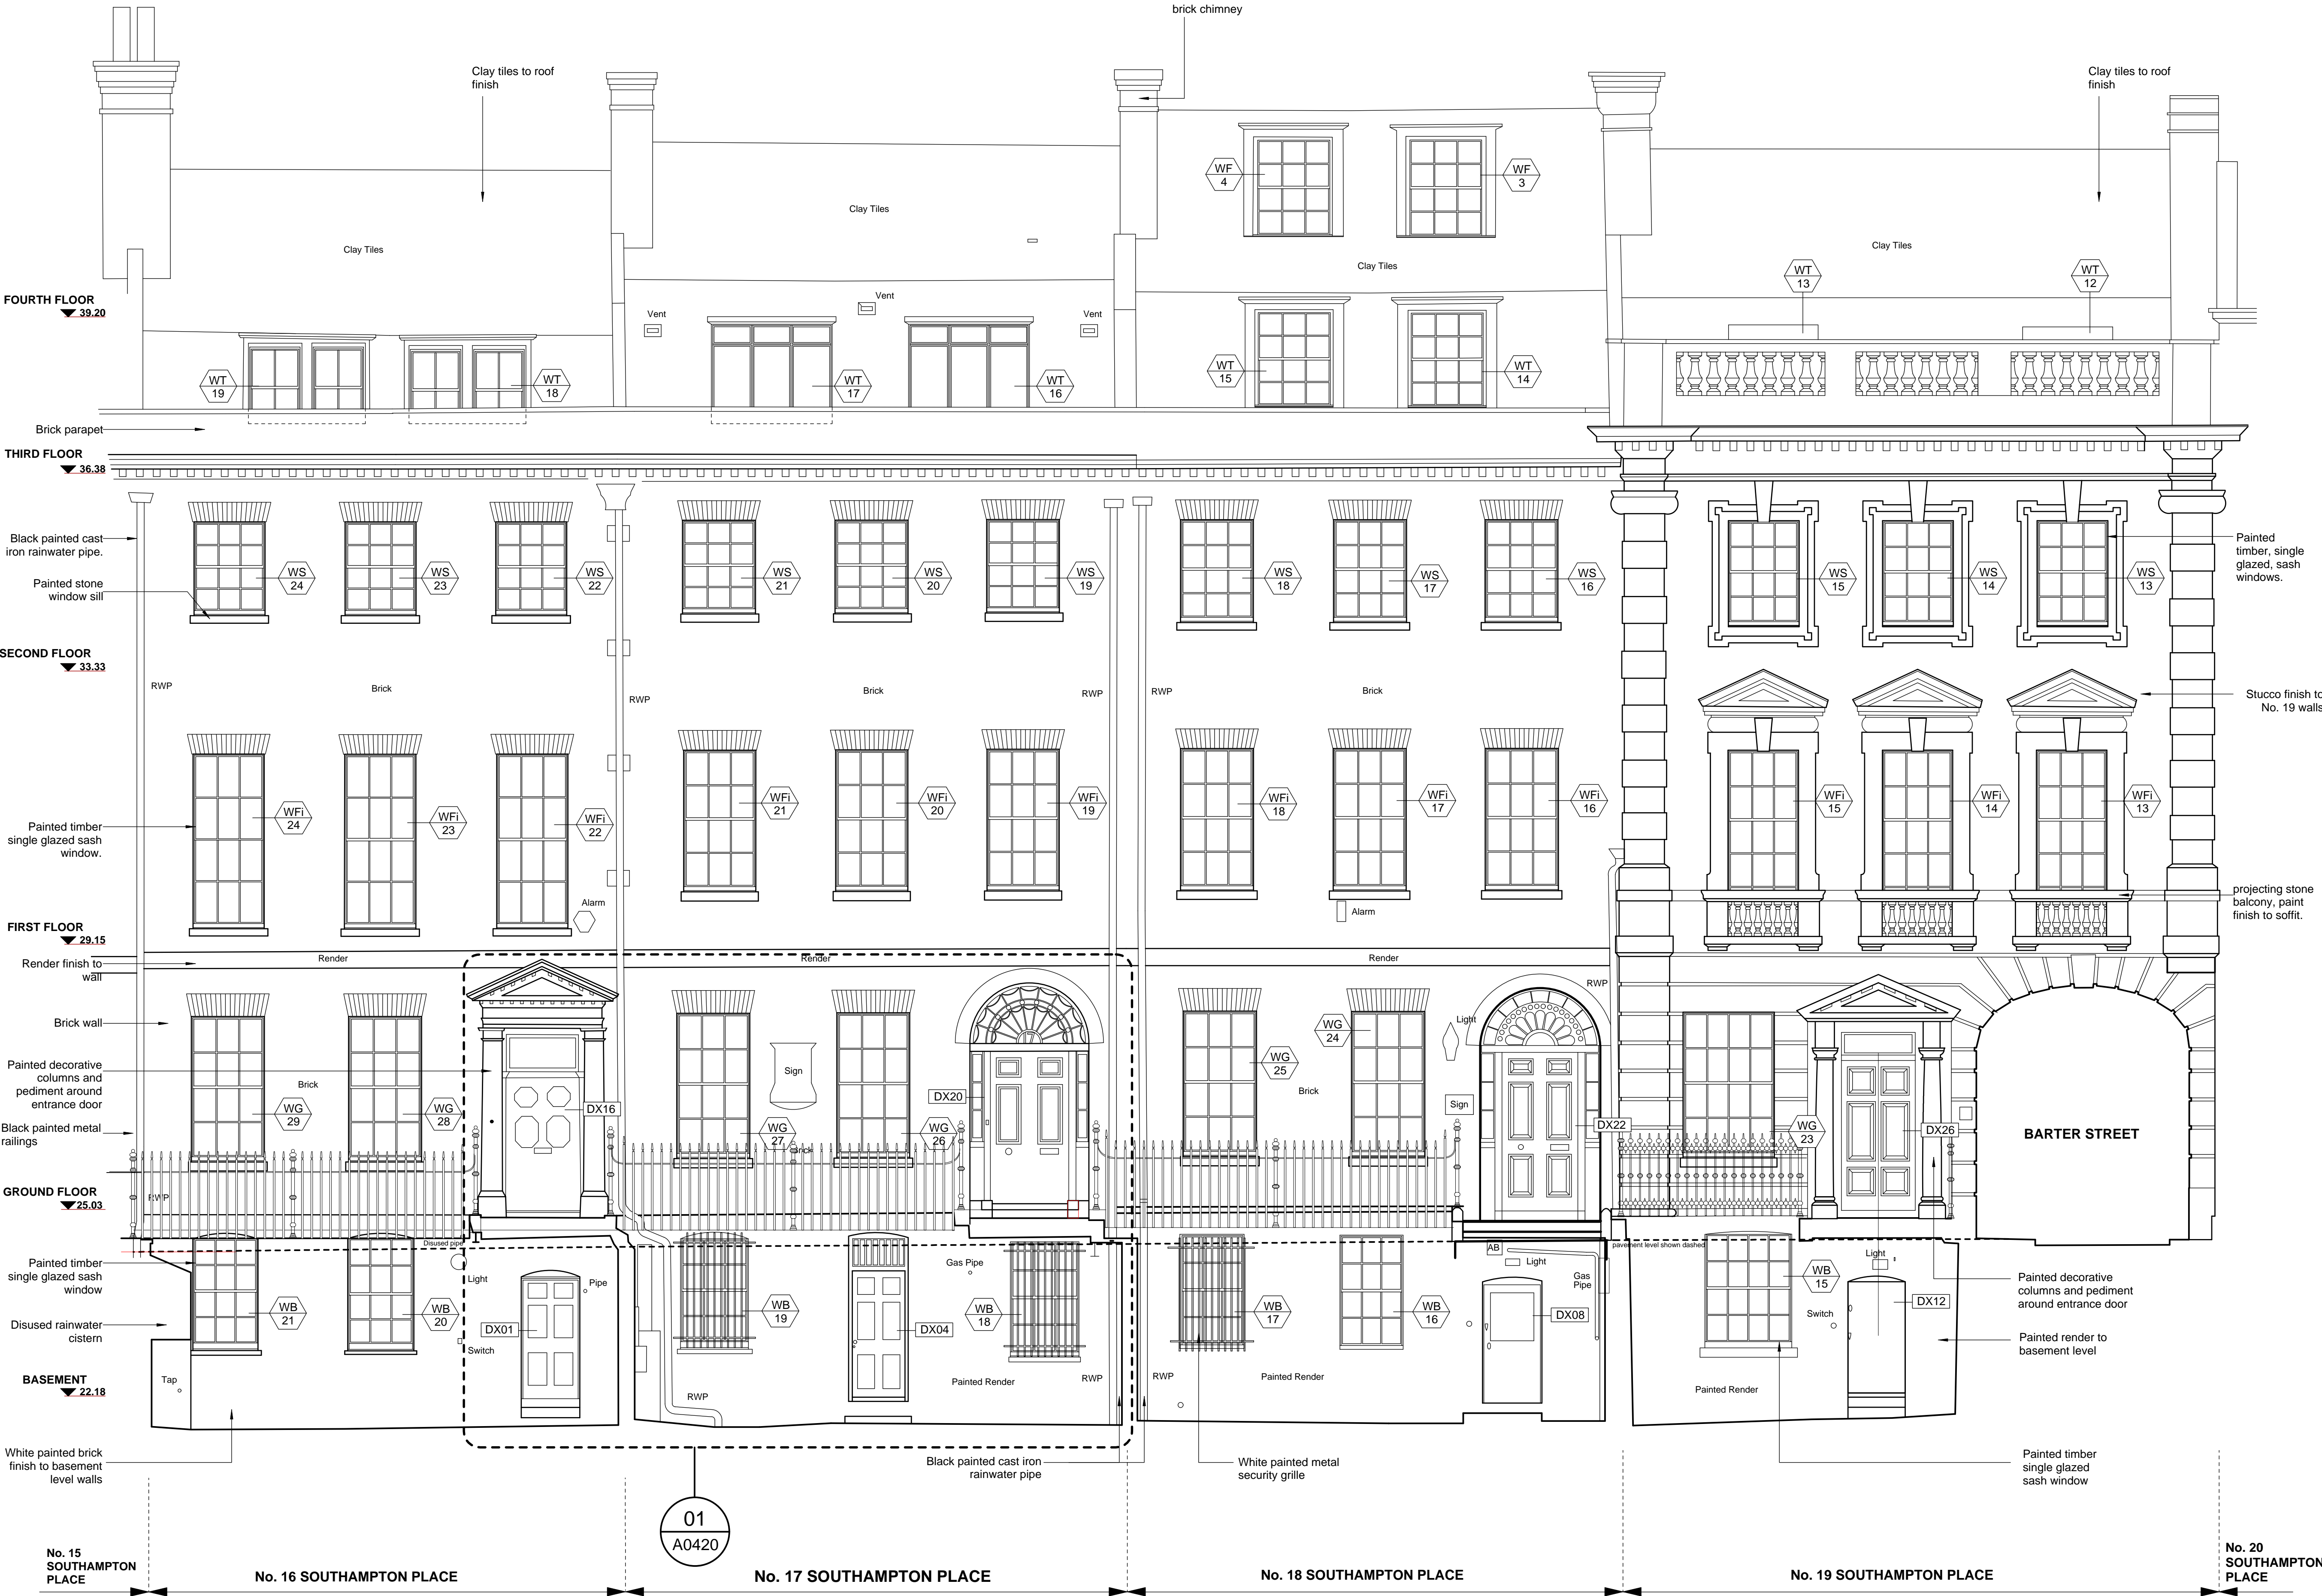 brick chimney
Clay tiles to roof
finish
Clay tiles to roof
finish
WF
4
WF
3
Clay Tiles
Clay Tiles
Clay Tiles
Clay Tiles
WT
13
WT
12
FOURTH FLOOR
39.20
Vent
Vent
Vent
WT
19
WT
18
WT
17
WT
16
WT
15
WT
14
Brick parapet
THIRD FLOOR
36.38
Black painted cast
iron rainwater pipe.
Painted stone
window sill
WS
24
WS
23
WS
22
WS
21
WS
20
WS
19
WS
18
WS
17
WS
16
WS
15
WS
14
WS
13
Painted
timber, single
glazed, sash
windows.
SECOND FLOOR
33.33
RWP
Brick
RWP
Brick
RWP
RWP
Brick
Stucco finish to
No. 19 walls
Painted timber
single glazed sash
window.
WFi
24
WFi
23
WFi
22
WFi
21
WFi
20
WFi
19
WFi
18
WFi
17
WFi
16
WFi
15
WFi
14
WFi
13
Alarm
Alarm
projecting stone
balcony, paint
finish to soffit.
FIRST FLOOR
29.15
Render finish to
wall
Render
Render
Render
RWP
Brick wall
Light
Painted decorative
columns and
pediment around
entrance door
Brick
WG
29
WG
28
DX16
Sign
WG
27
Brick
WG
26
DX20
WG
25
WG
24
Brick
Sign
DX22
WG
23
DX26
BARTER STREET
Black painted metal
railings
GROUND FLOOR
25.03
RWP
Disused pipe
pavement level shown dashed
Painted timber
single glazed sash
window
Disused rainwater
cistern
WB
21
WB
20
Light
Switch
Pipe
DX01
WB
19
DX04
Gas Pipe
WB
18
WB
17
WB
16
AB
Light
Gas
Pipe
DX08
WB
15
Light
Switch
DX12
Painted decorative
columns and pediment
around entrance door
Painted render to
basement level
BASEMENT
22.18
Tap
RWP
Painted Render
RWP
RWP
Painted Render
Painted Render
White painted brick
finish to basement
level walls
Black painted cast iron
rainwater pipe
White painted metal
security grille
Painted timber
single glazed
sash window
01
A0420
No. 15
SOUTHAMPTON
PLACE
No. 16 SOUTHAMPTON PLACE
No. 17 SOUTHAMPTON PLACE
No. 18 SOUTHAMPTON PLACE
No. 19 SOUTHAMPTON PLACE
No. 20
SOUTHAMPTON
PLACE